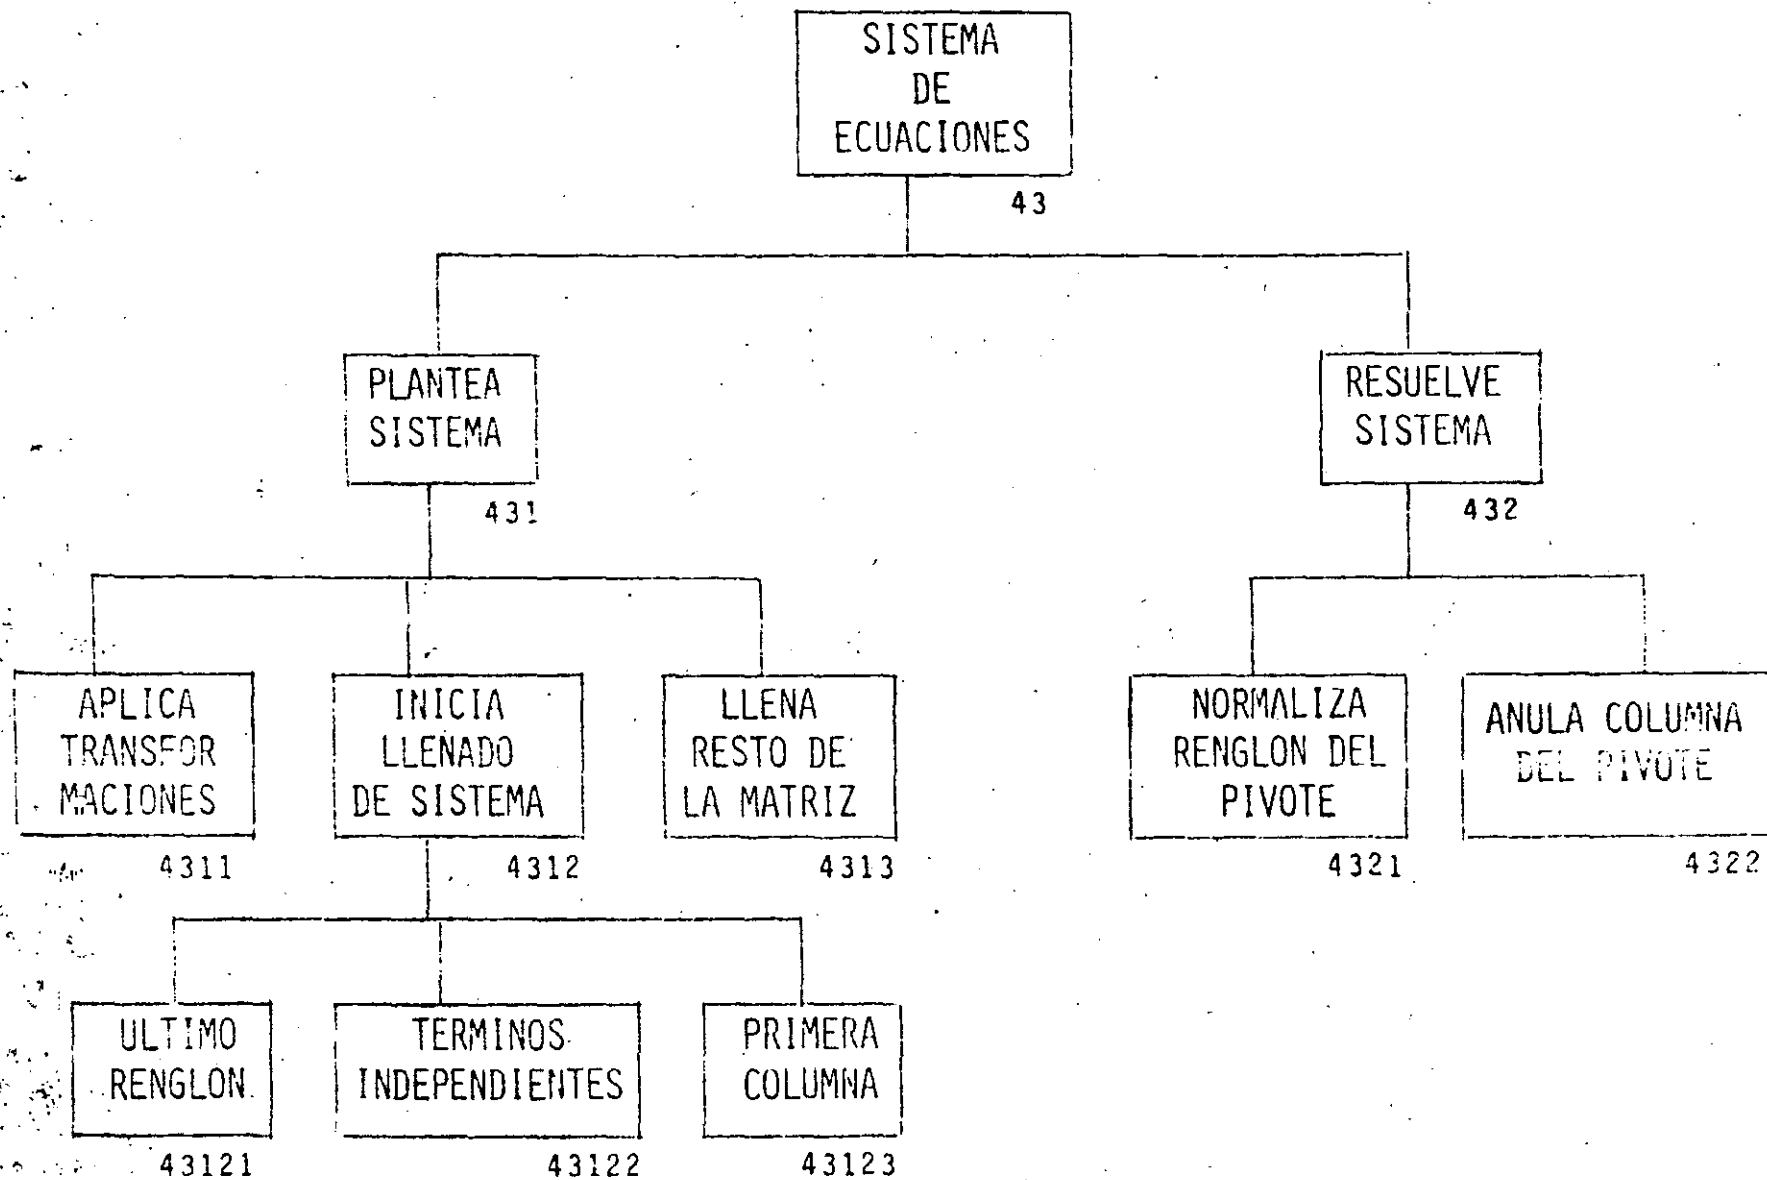 SISTEMA
DE
ECUACIONES
43
PLANTEA
SISTEMA
431
RESUELVE
SISTEMA
432
APLICA
TRANSFOR
MACIONES
4311
INICIA
LLENADO
DE SISTEMA
4312
LLENA
RESTO DE
LA MATRIZ
4313
NORMALIZA
RENGLON DEL
PIVOTE
4321
ANULA COLUMNA
DEL PIVOTE
4322
ULTIMO
RENGLON
43121
TERMINOS
INDEPENDIENTES
43122
PRIMERA
COLUMNA
43123